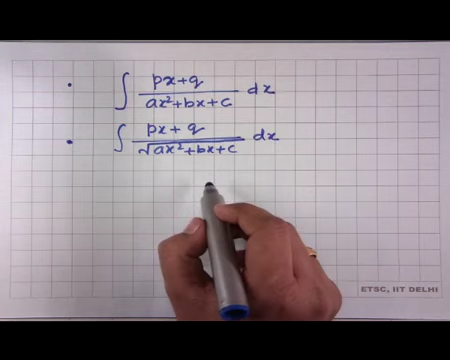 • ∫ px+q / ax²+bx+c dx
• ∫ px+q / √ax²+bx+c dx
ETSC, IIT DELHI